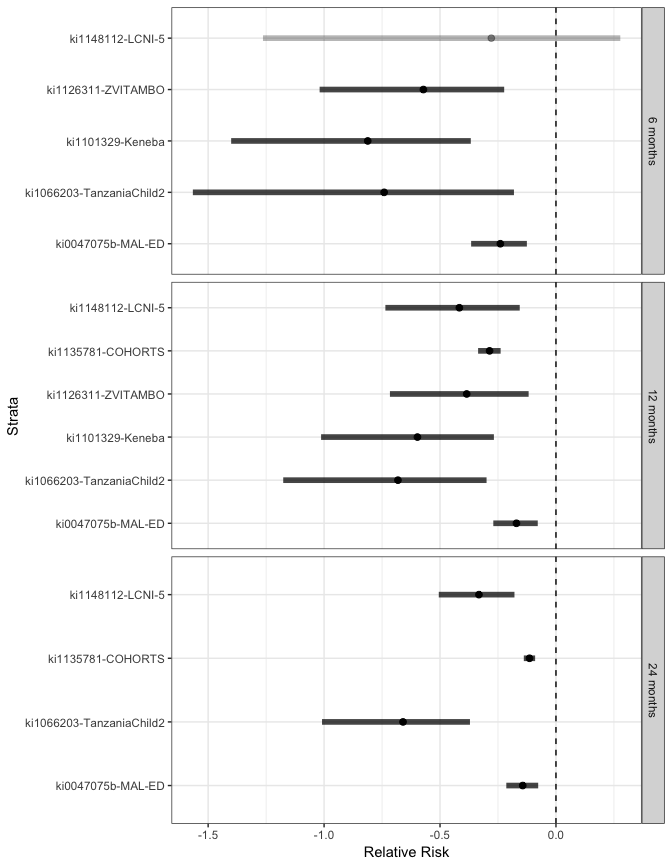 ki1148112-LCNI-5
ki1126311-ZVITAMBO
ki1101329-Keneba
ki1066203-TanzaniaChild2
ki0047075b-MAL-ED
6 months
ki1148112-LCNI-5
ki1135781-COHORTS
ki1126311-ZVITAMBO
ki1101329-Keneba
ki1066203-TanzaniaChild2
ki0047075b-MAL-ED
12 months
Strata
ki1148112-LCNI-5
ki1135781-COHORTS
ki1066203-TanzaniaChild2
ki0047075b-MAL-ED
24 months
-1.5 -1.0 -0.5 0.0
Relative Risk